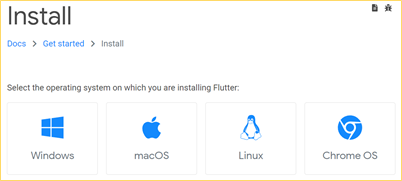 Install
Docs > Get started > Install
Select the operating system on which you are installing Flutter:
Windows macOS Linux Chrome OS